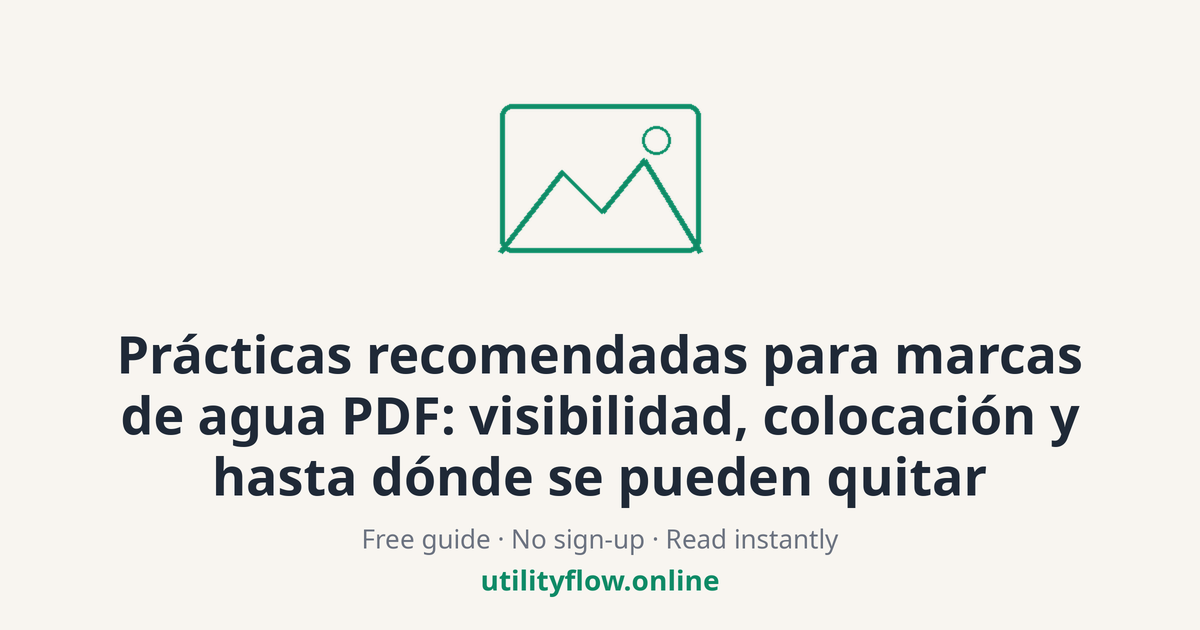 Prácticas recomendadas para marcas
de agua PDF: visibilidad, colocación y
hasta dónde se pueden quitar
Free guide · No sign-up · Read instantly
utilityflow.online